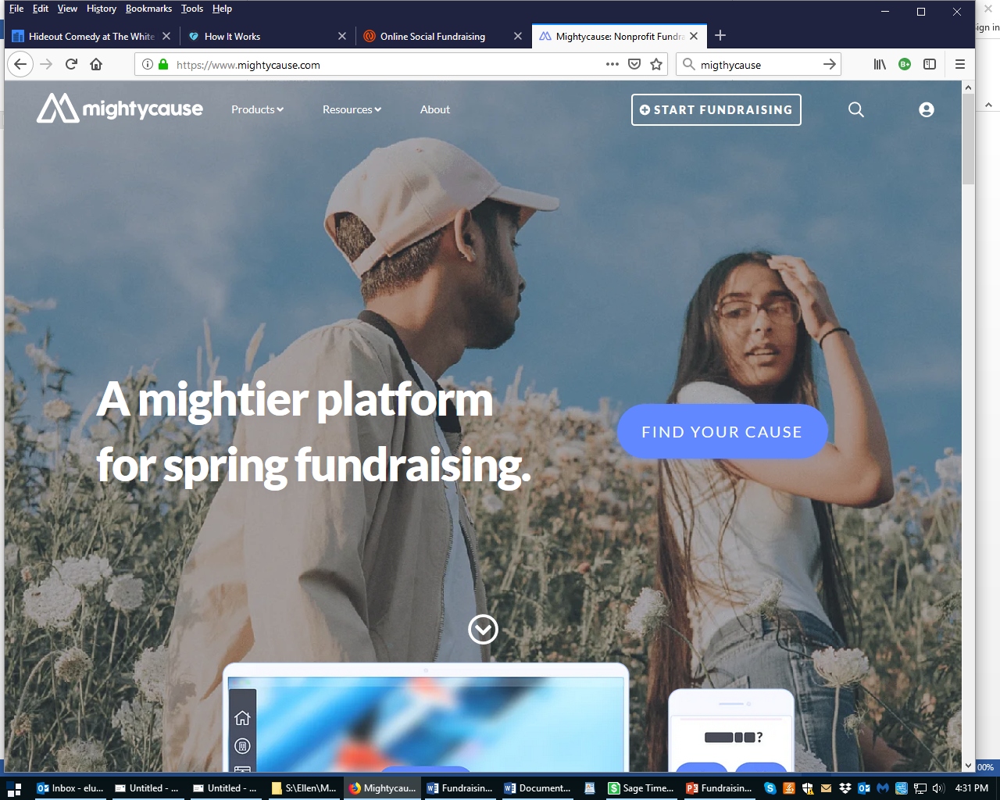 File Edit View History Bookmarks Tools Help
Hideout Comedy at The White
How It Works
Online Social Fundraising
Mightycause: Nonprofit Fundra
https://www.mightycause.com
migthycause
ign in
mightycause
Products
Resources
About
START FUNDRAISING
A mightier platform
for spring fundraising.
FIND YOUR CAUSE
?
00%
Inbox - elu...
Untitled - ...
Untitled - ...
S:\Ellen\M...
Mightycau...
Fundraisin...
Document...
Sage Time...
Fundraisin...
4:31 PM